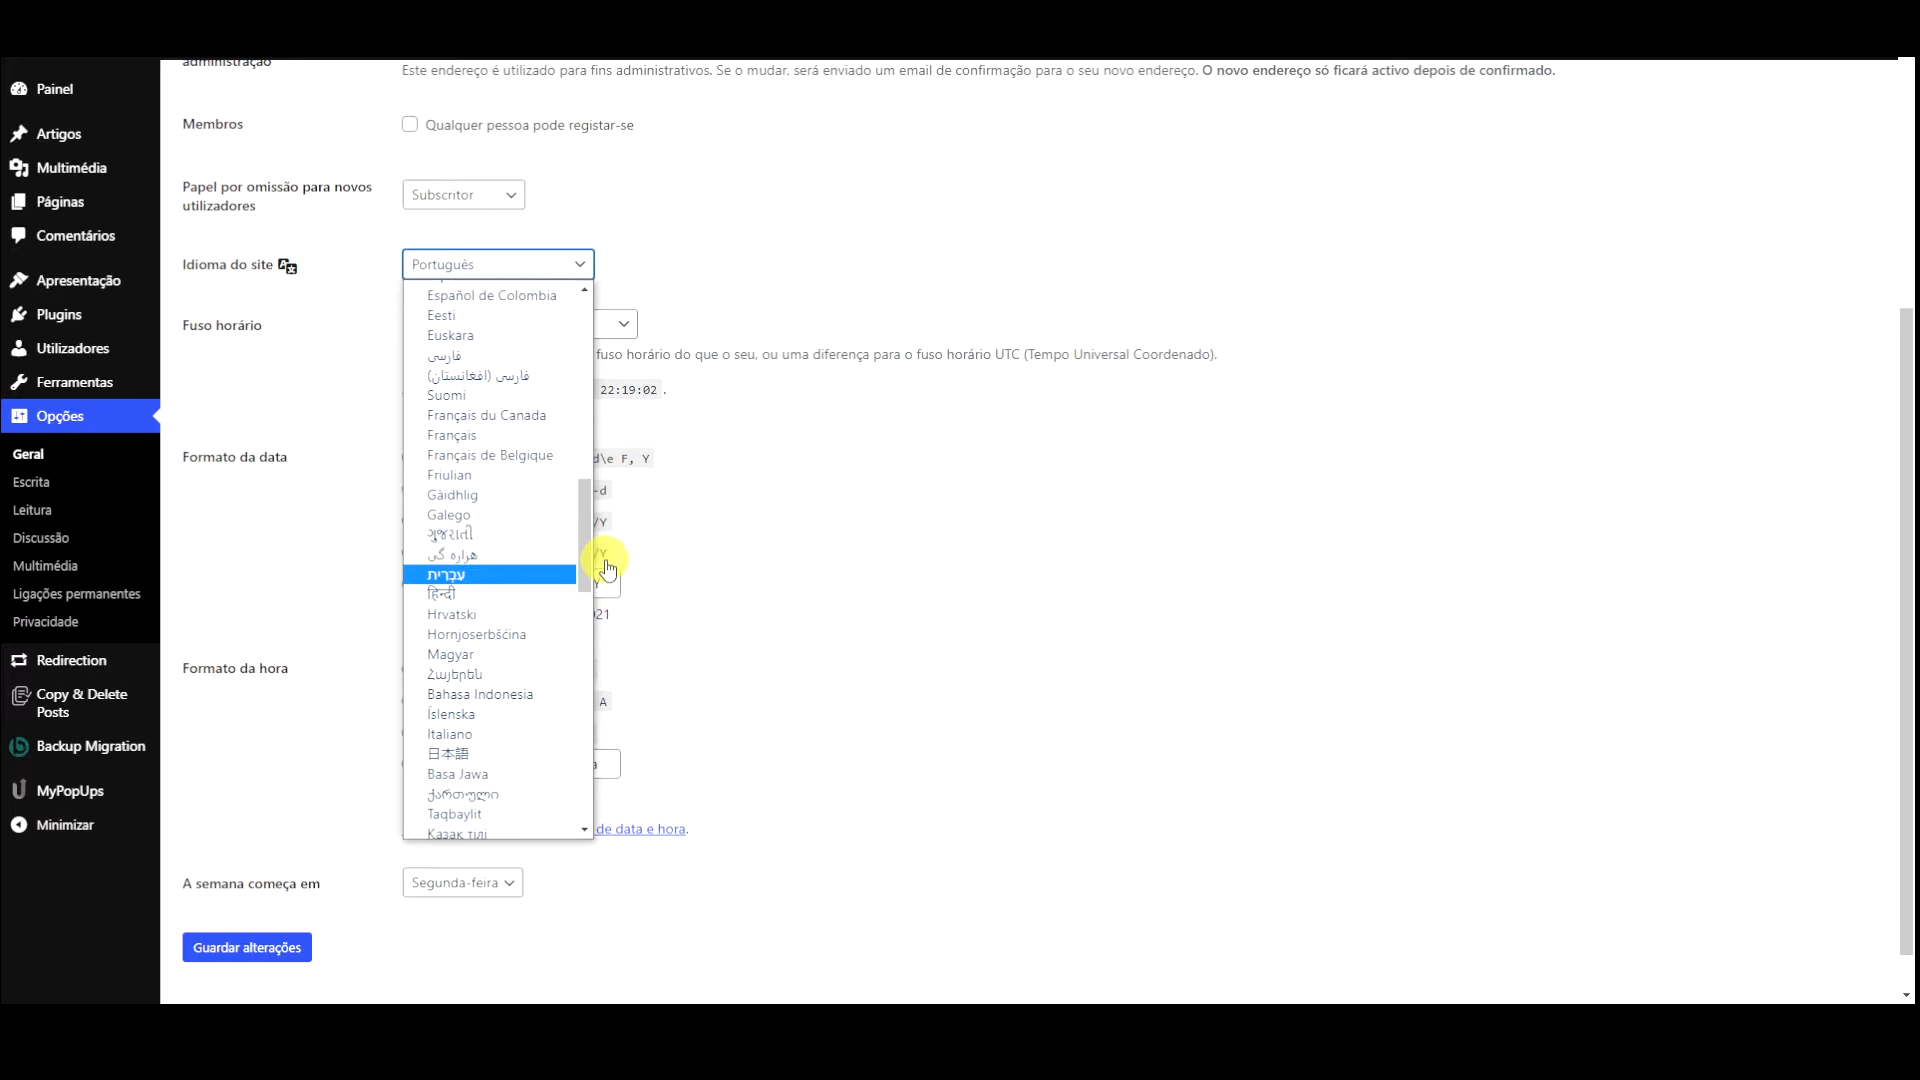 administração
Este endereço é utilizado para fins administrativos. Se o mudar, será enviado um email de confirmação para o seu novo endereço. O novo endereço só ficará activo depois de confirmado.
Painel
Artigos
Multimédia
Páginas
Comentários
Apresentação
Plugins
Utilizadores
Ferramentas
Opções
Geral
Escrita
Leitura
Discussão
Multimédia
Ligações permanentes
Privacidade
Redirection
Copy & Delete
Posts
Backup Migration
MyPopUps
Minimizar
Membros
Qualquer pessoa pode registar-se
Papel por omissão para novos
utilizadores
Subscritor
Idioma do site
Português
Español de Colombia
Eesti
Euskara
فارسی
(فارسی (افغانستان
Suomi
Français du Canada
Français
Français de Belgique
Friulian
Gàidhlig
Galego
ગુજરાતી
هزاره گی
עִבְרִית
हिन्दी
Hrvatski
Hornjoserbšćina
Magyar
Հայերեն
Bahasa Indonesia
Íslenska
Italiano
日本語
Basa Jawa
ქართული
Taqbaylit
Қазақ тілі
Fuso horário
fuso horário do que o seu, ou uma diferença para o fuso horário UTC (Tempo Universal Coordenado).
22:19:02 .
Formato da data
d\e F, Y
-d
/Y
/Y
Y
021
Formato da hora
A
de data e hora.
A semana começa em
Segunda-feira
Guardar alterações